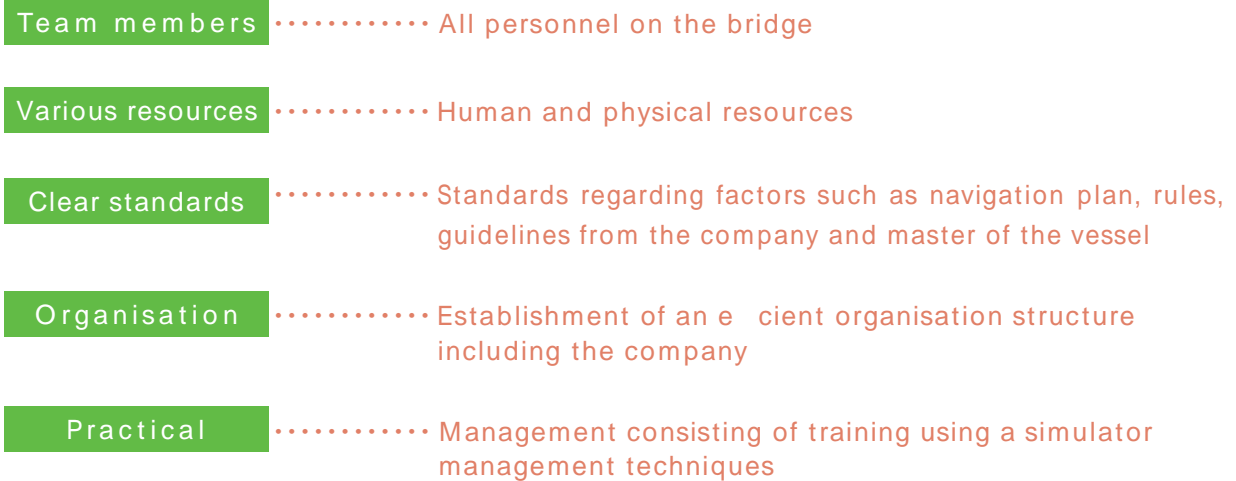 Team members ············ All personnel on the bridge
Various resources ············ Human and physical resources
Clear standards ············ Standards regarding factors such as navigation plan, rules,
guidelines from the company and master of the vessel
Organisation ············ Establishment of an e cient organisation structure
including the company
Practical ············ Management consisting of training using a simulator
management techniques